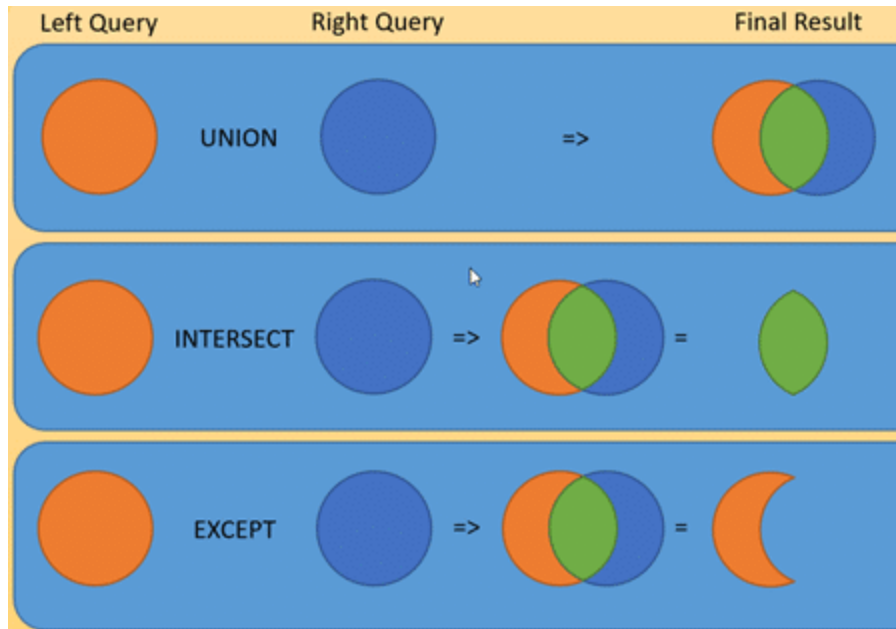 Left Query Right Query Final Result
UNION =>
INTERSECT => =
EXCEPT => =